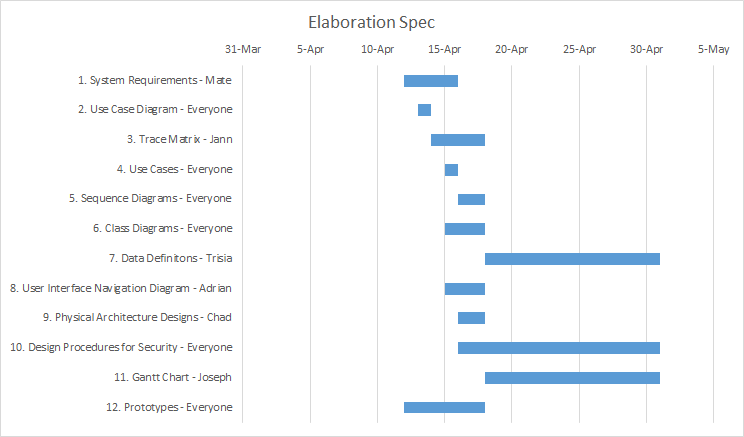 Elaboration Spec
31-Mar 5-Apr 10-Apr 15-Apr 20-Apr 25-Apr 30-Apr 5-May
1. System Requirements - Mate
2. Use Case Diagram - Everyone
3. Trace Matrix - Jann
4. Use Cases - Everyone
5. Sequence Diagrams - Everyone
6. Class Diagrams - Everyone
7. Data Definitons - Trisia
8. User Interface Navigation Diagram - Adrian
9. Physical Architecture Designs - Chad
10. Design Procedures for Security - Everyone
11. Gantt Chart - Joseph
12. Prototypes - Everyone